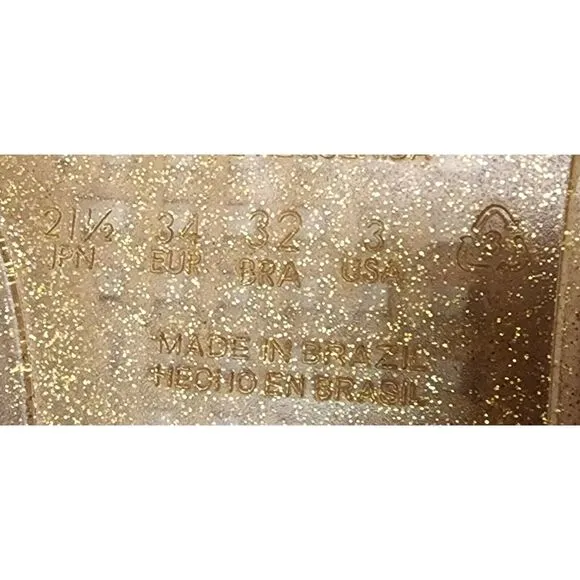 21½ 34 32 3
JPN EUR BRA USA
MADE IN BRAZIL
HECHO EN BRASIL